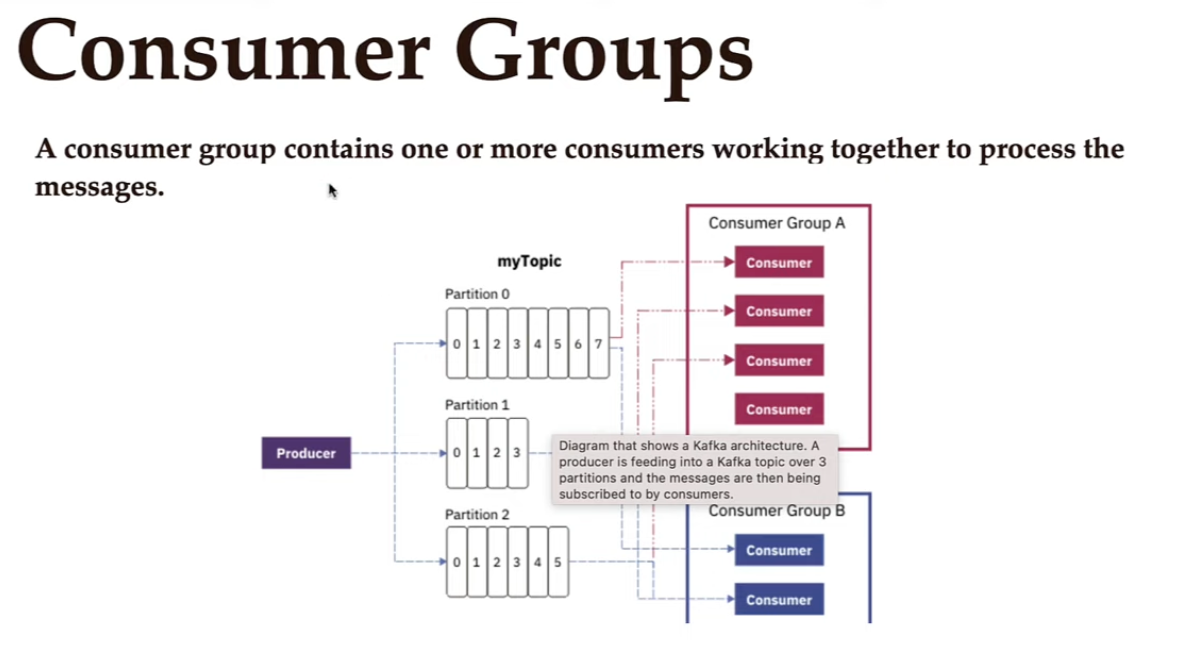 Consumer Groups
A consumer group contains one or more consumers working together to process the
messages.
Consumer Group A
myTopic
Consumer
Partition 0
Consumer
0 1 2 3 4 5 6 7
Consumer
Partition 1
Consumer
Producer
0 1 2 3
Diagram that shows a Kafka architecture. A
producer is feeding into a Kafka topic over 3
partitions and the messages are then being
subscribed to by consumers.
Partition 2
Consumer Group B
0 1 2 3 4 5
Consumer
Consumer